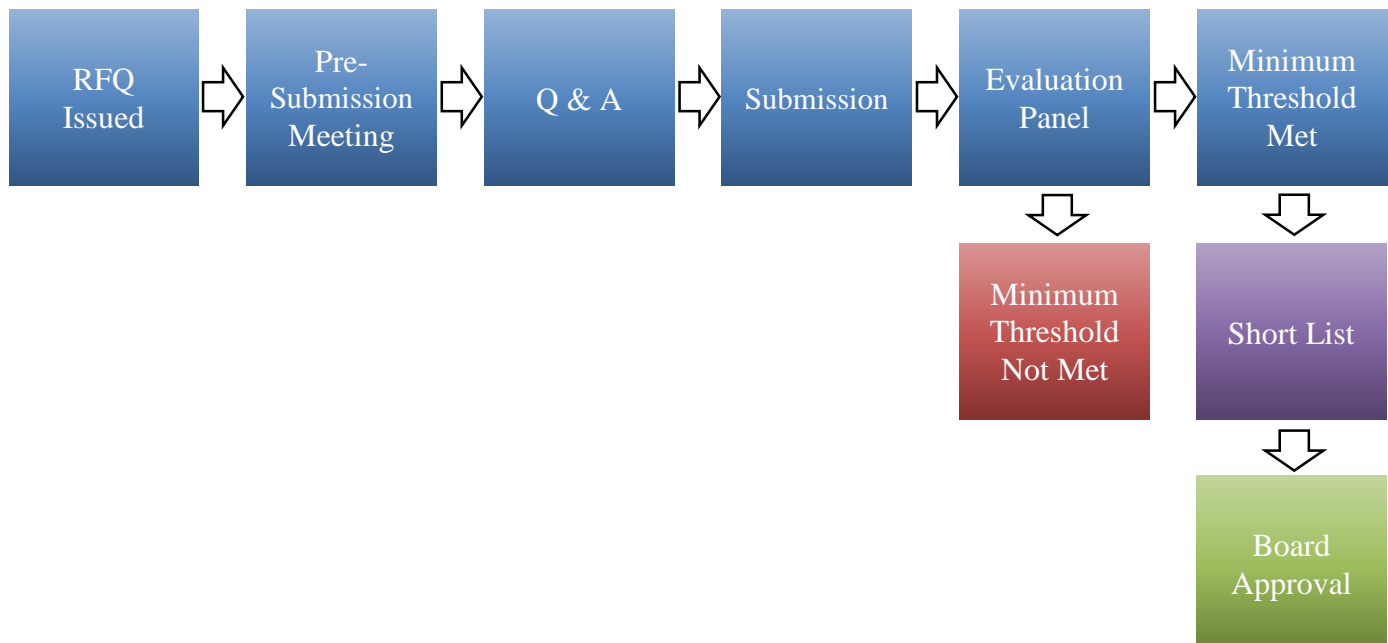 RFQ
Issued
Pre-
Submission
Meeting
Q & A
Submission
Evaluation
Panel
Minimum
Threshold
Met
Minimum
Threshold
Not Met
Short List
Board
Approval